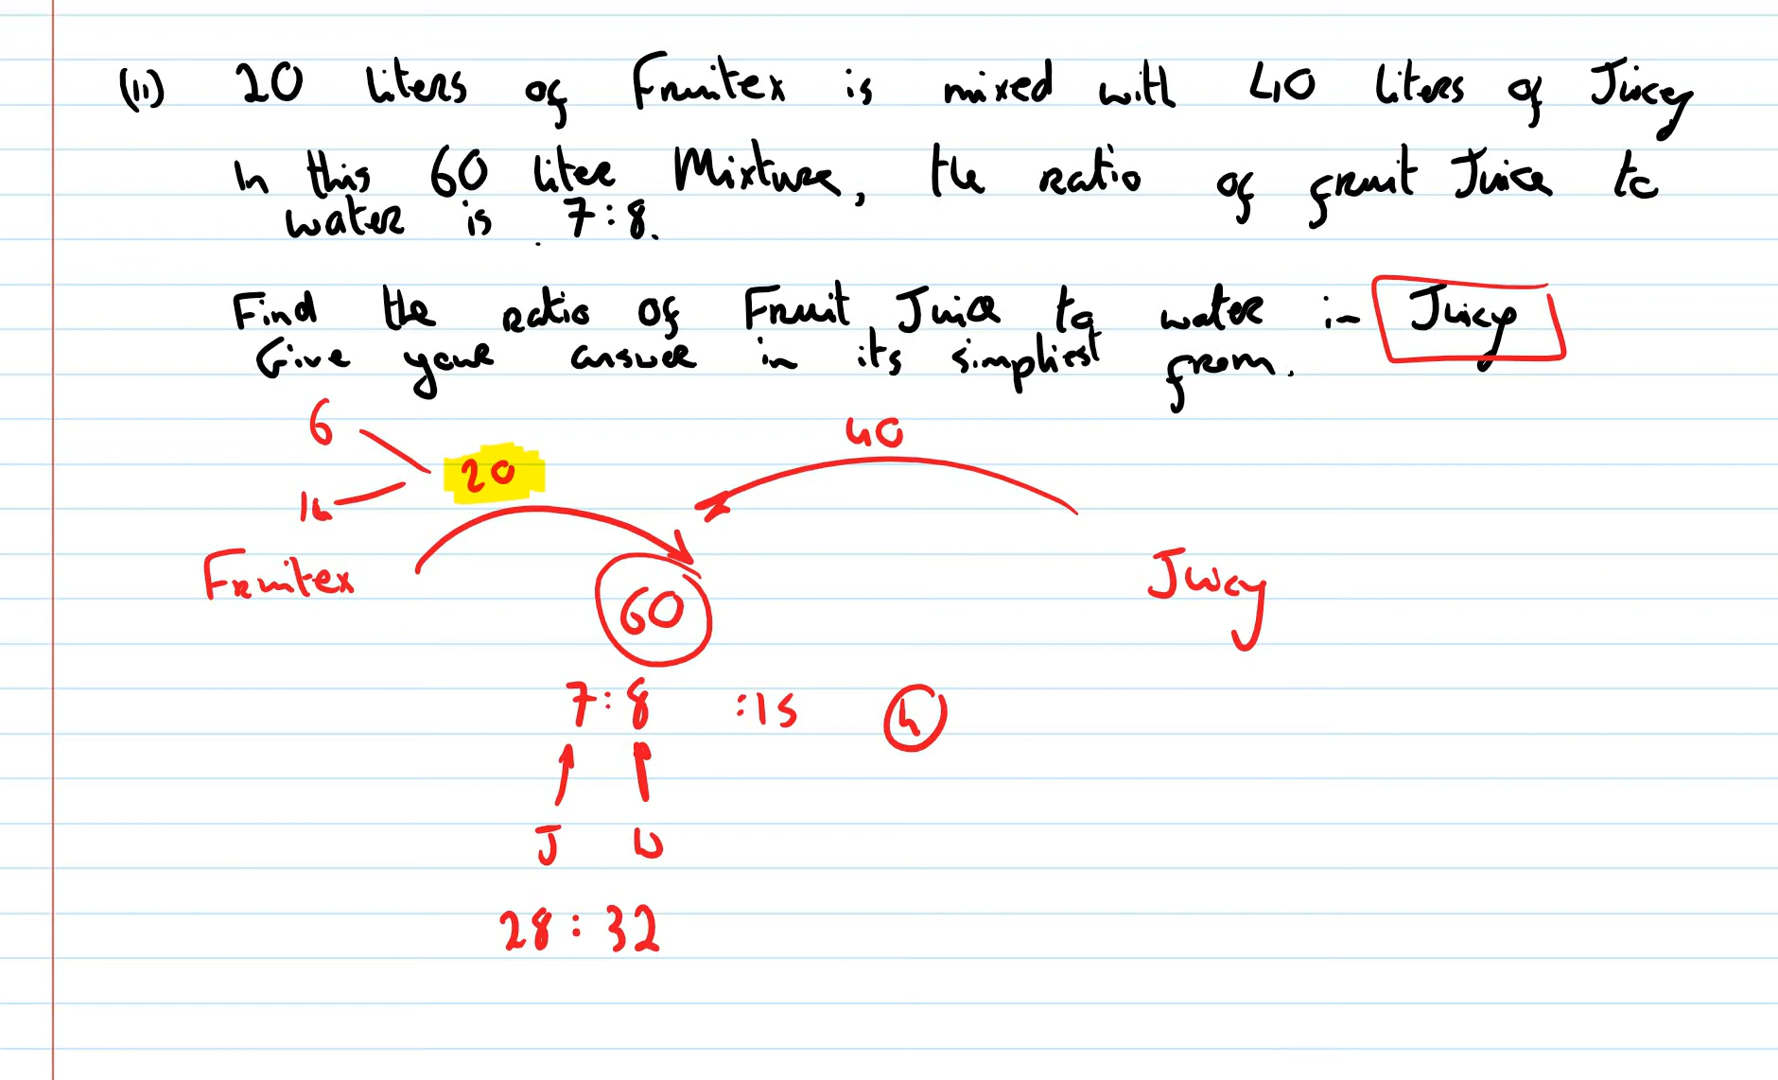 (ii) 20 liters of Fruitex is mixed with 40 liters of Juicy
In this 60 liter Mixture, the ratio of fruit Juice to
water is 7:8.
Find the ratio of Fruit Juice to water in Juicy
Give your answer in its simpliest from.
6
40
20
14
Fruitex
Juicy
60
7:8 :15 4
J W
28:32